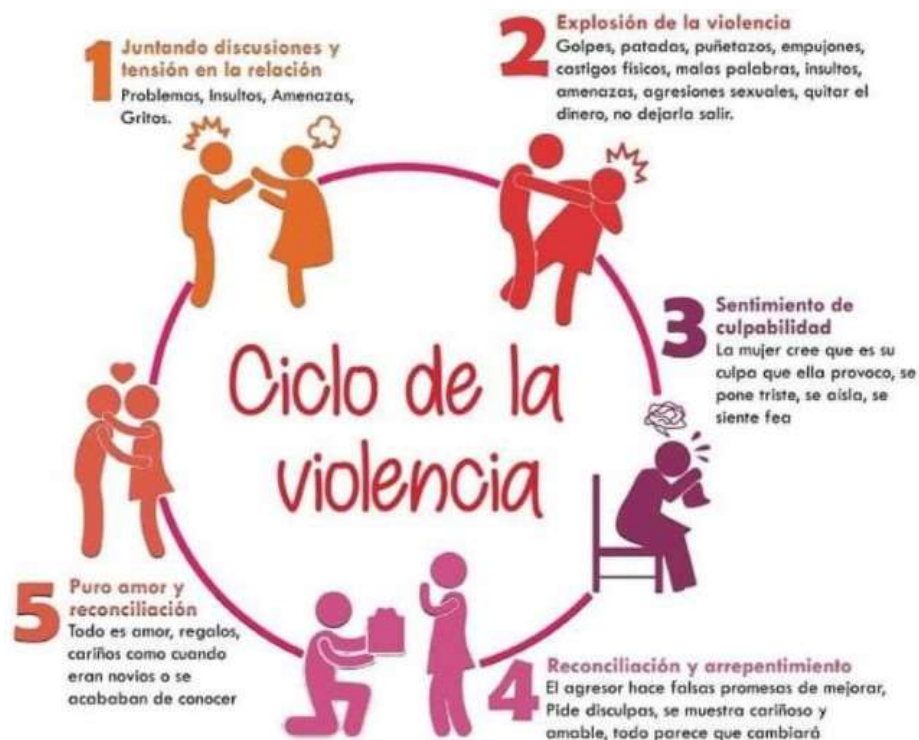 1
Juntando discusiones y
tensión en la relación
Problemas, Insultos, Amenazas,
Gritos.
2
Explosión de la violencia
Golpes, patadas, puñetazos, empujones,
castigos físicos, malas palabras, insultos,
amenazas, agresiones sexuales, quitar el
dinero, no dejarla salir.
3
Sentimiento de
culpabilidad
La mujer cree que es su
culpa que ella provoco, se
pone triste, se aísla, se
siente fea
Ciclo de la
violencia
4
Reconciliación y arrepentimiento
El agresor hace falsas promesas de mejorar,
Pide disculpas, se muestra cariñoso y
amable, todo parece que cambiará
5
Puro amor y
reconciliación
Todo es amor, regalos,
cariños como cuando
eran novios o se
acababan de conocer